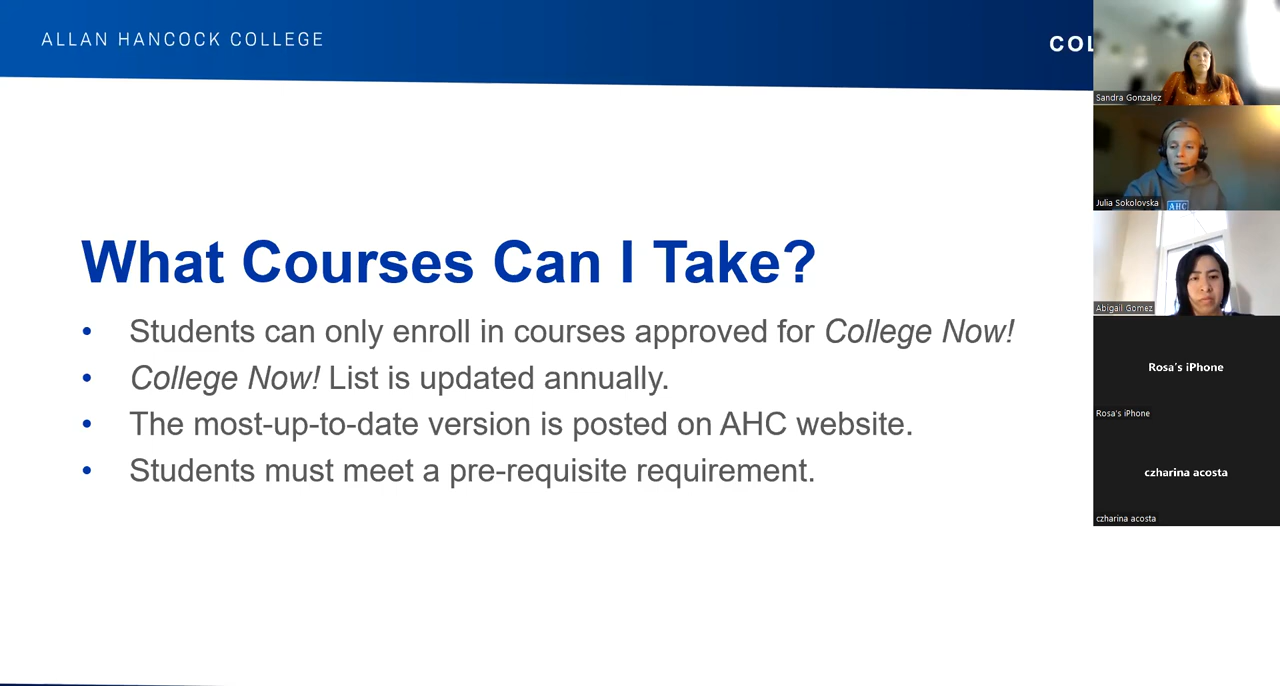 ALLAN HANCOCK COLLEGE
COL
What Courses Can I Take?
• Students can only enroll in courses approved for College Now!
• College Now! List is updated annually.
• The most-up-to-date version is posted on AHC website.
• Students must meet a pre-requisite requirement.
Sandra Gonzalez
AHC
Julia Sokolovska
Abigail Gomez
Rosa's iPhone
Rosa's iPhone
czharina acosta
czharina acosta